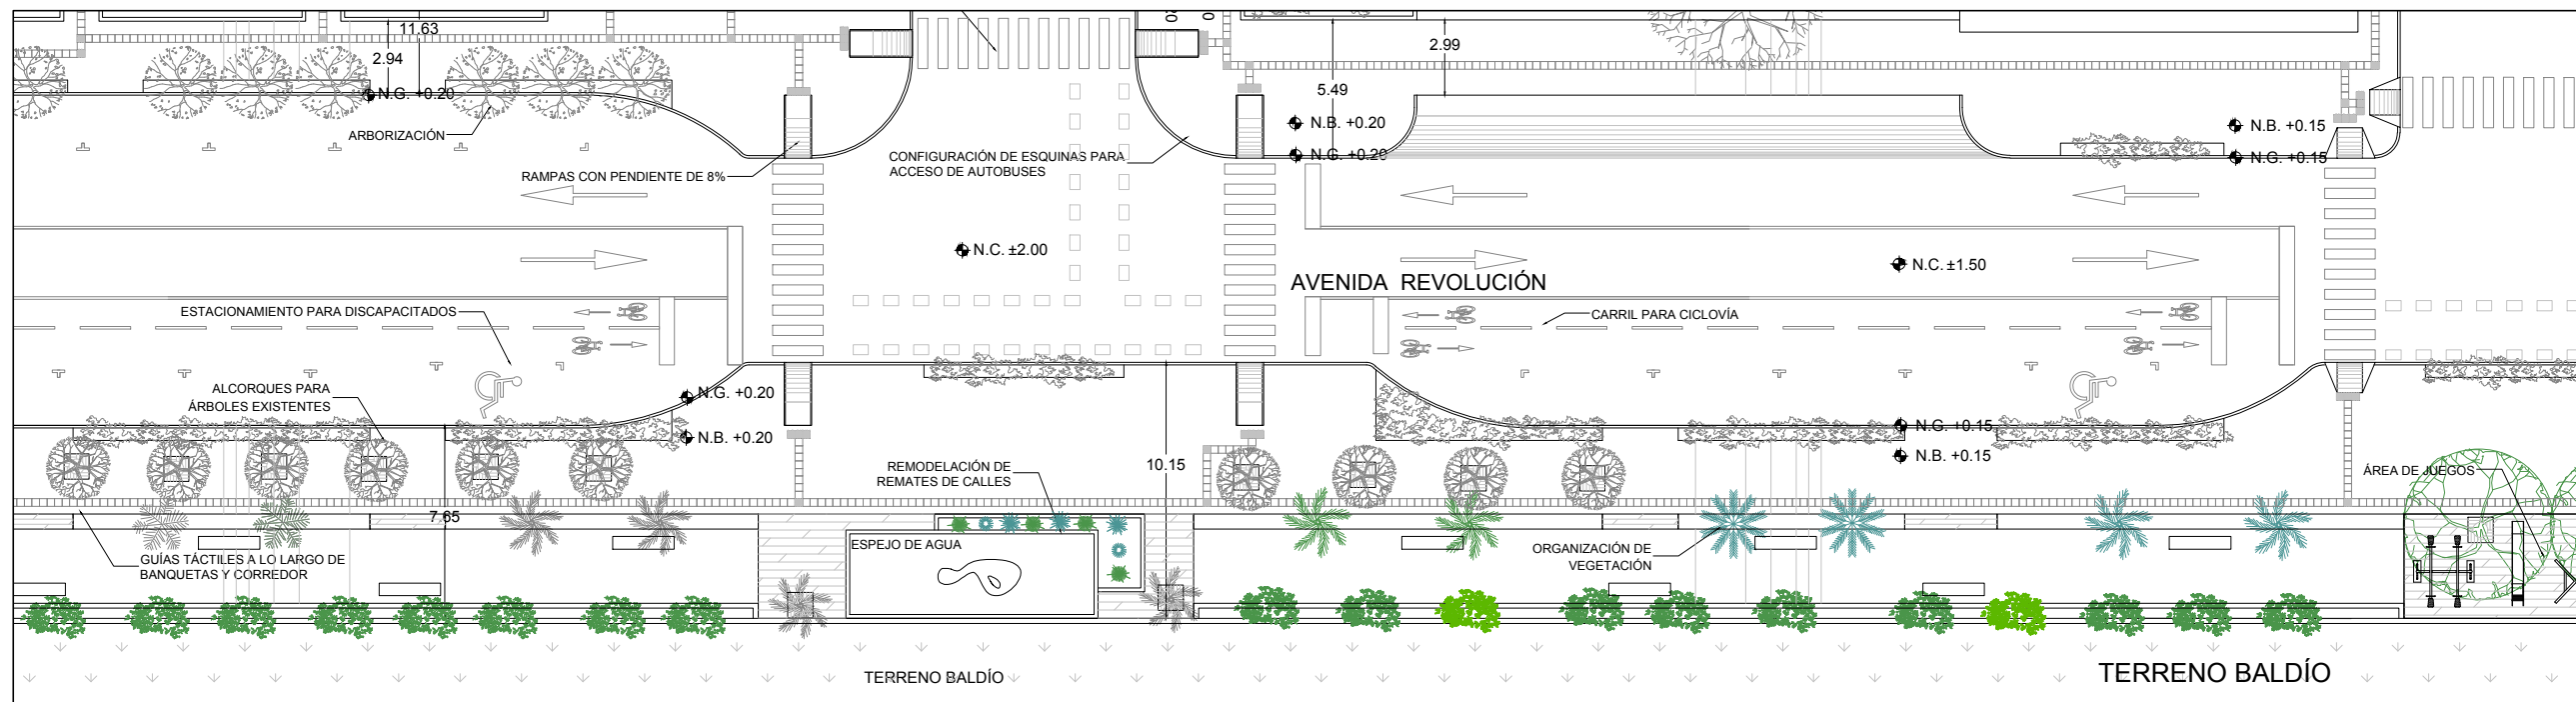 11.63
2.94
N.G. +0.20
ARBORIZACIÓN
RAMPAS CON PENDIENTE DE 8%
CONFIGURACIÓN DE ESQUINAS PARA
ACCESO DE AUTOBUSES
2.99
5.49
N.B. +0.20
N.G. +0.20
N.B. +0.15
N.G. +0.15
N.C. ±2.00
AVENIDA REVOLUCIÓN
N.C. ±1.50
ESTACIONAMIENTO PARA DISCAPACITADOS
CARRIL PARA CICLOVÍA
ALCORQUES PARA
ÁRBOLES EXISTENTES
N.G. +0.20
N.B. +0.20
N.G. +0.15
N.B. +0.15
REMODELACIÓN DE
REMATES DE CALLES
10.15
ÁREA DE JUEGOS
7.65
ESPEJO DE AGUA
GUÍAS TÁCTILES A LO LARGO DE
BANQUETAS Y CORREDOR
ORGANIZACIÓN DE
VEGETACIÓN
TERRENO BALDÍO
TERRENO BALDÍO